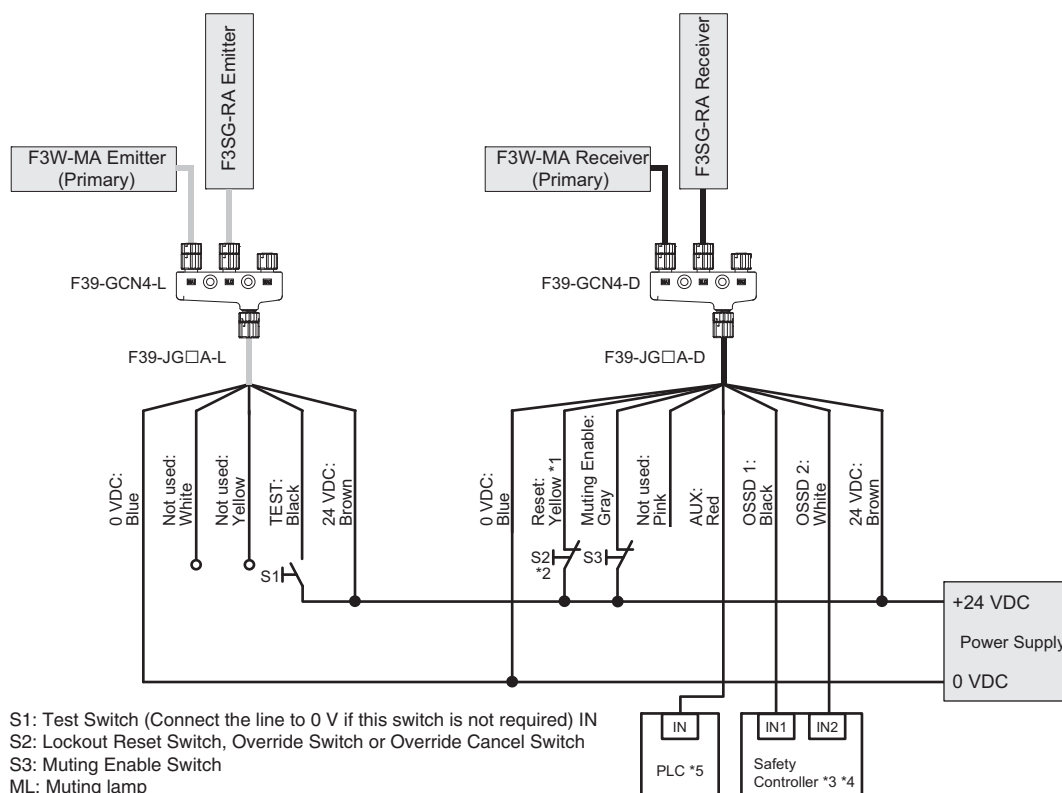 F3W-MA Emitter
(Primary)
F3SG-RA Emitter
F3W-MA Receiver
(Primary)
F3SG-RA Receiver
F39-GCN4-L
F39-GCN4-D
F39-JG□A-L
F39-JG□A-D
0 VDC:
Blue
Not used:
White
Not used:
Yellow
TEST:
Black
24 VDC:
Brown
0 VDC:
Blue
Reset:
Yellow *1
Muting Enable:
Gray
Not used:
Pink
AUX:
Red
OSSD 1:
Black
OSSD 2:
White
24 VDC:
Brown
S1
S2
*2
S3
+24 VDC
Power Supply
0 VDC
S1: Test Switch (Connect the line to 0 V if this switch is not required) IN
S2: Lockout Reset Switch, Override Switch or Override Cancel Switch
S3: Muting Enable Switch
ML: Muting lamp
IN
PLC *5
IN1
IN2
Safety
Controller *3 *4